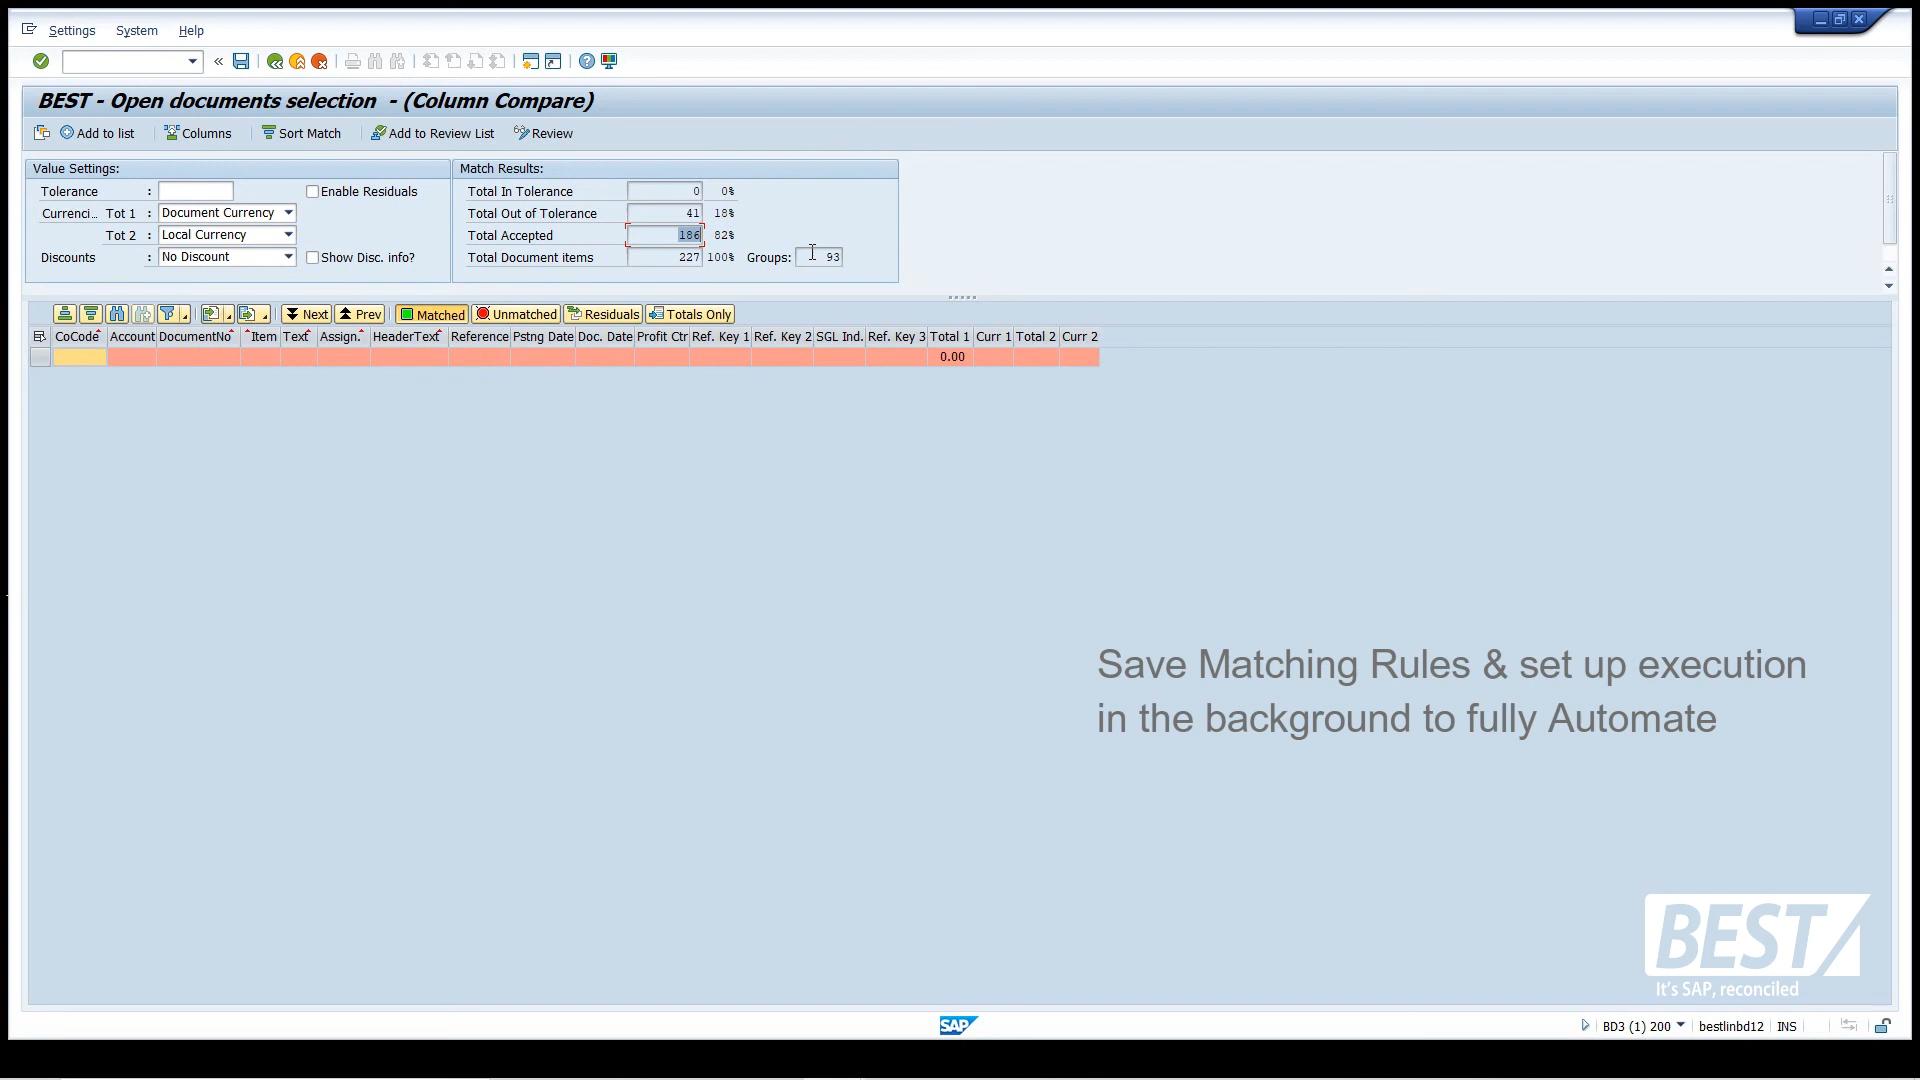 Settings System Help
BEST - Open documents selection - (Column Compare)
Add to list Columns Sort Match Add to Review List Review
Value Settings: Match Results:
Tolerance : Enable Residuals Total In Tolerance 0 0%
Currenci... Tot 1 : Document Currency Total Out of Tolerance 41 18%
Tot 2 : Local Currency Total Accepted 186 82%
Discounts : No Discount Show Disc. info? Total Document items 227 100% Groups: 93
Next Prev Matched Unmatched Residuals Totals Only
CoCode Account DocumentNo Item Text Assign. HeaderText Reference Pstng Date Doc. Date Profit Ctr Ref. Key 1 Ref. Key 2 SGL Ind. Ref. Key 3 Total 1 Curr 1 Total 2 Curr 2
0.00
Save Matching Rules & set up execution
in the background to fully Automate
BEST
It's SAP, reconciled
SAP BD3 (1) 200 bestlinbd12 INS